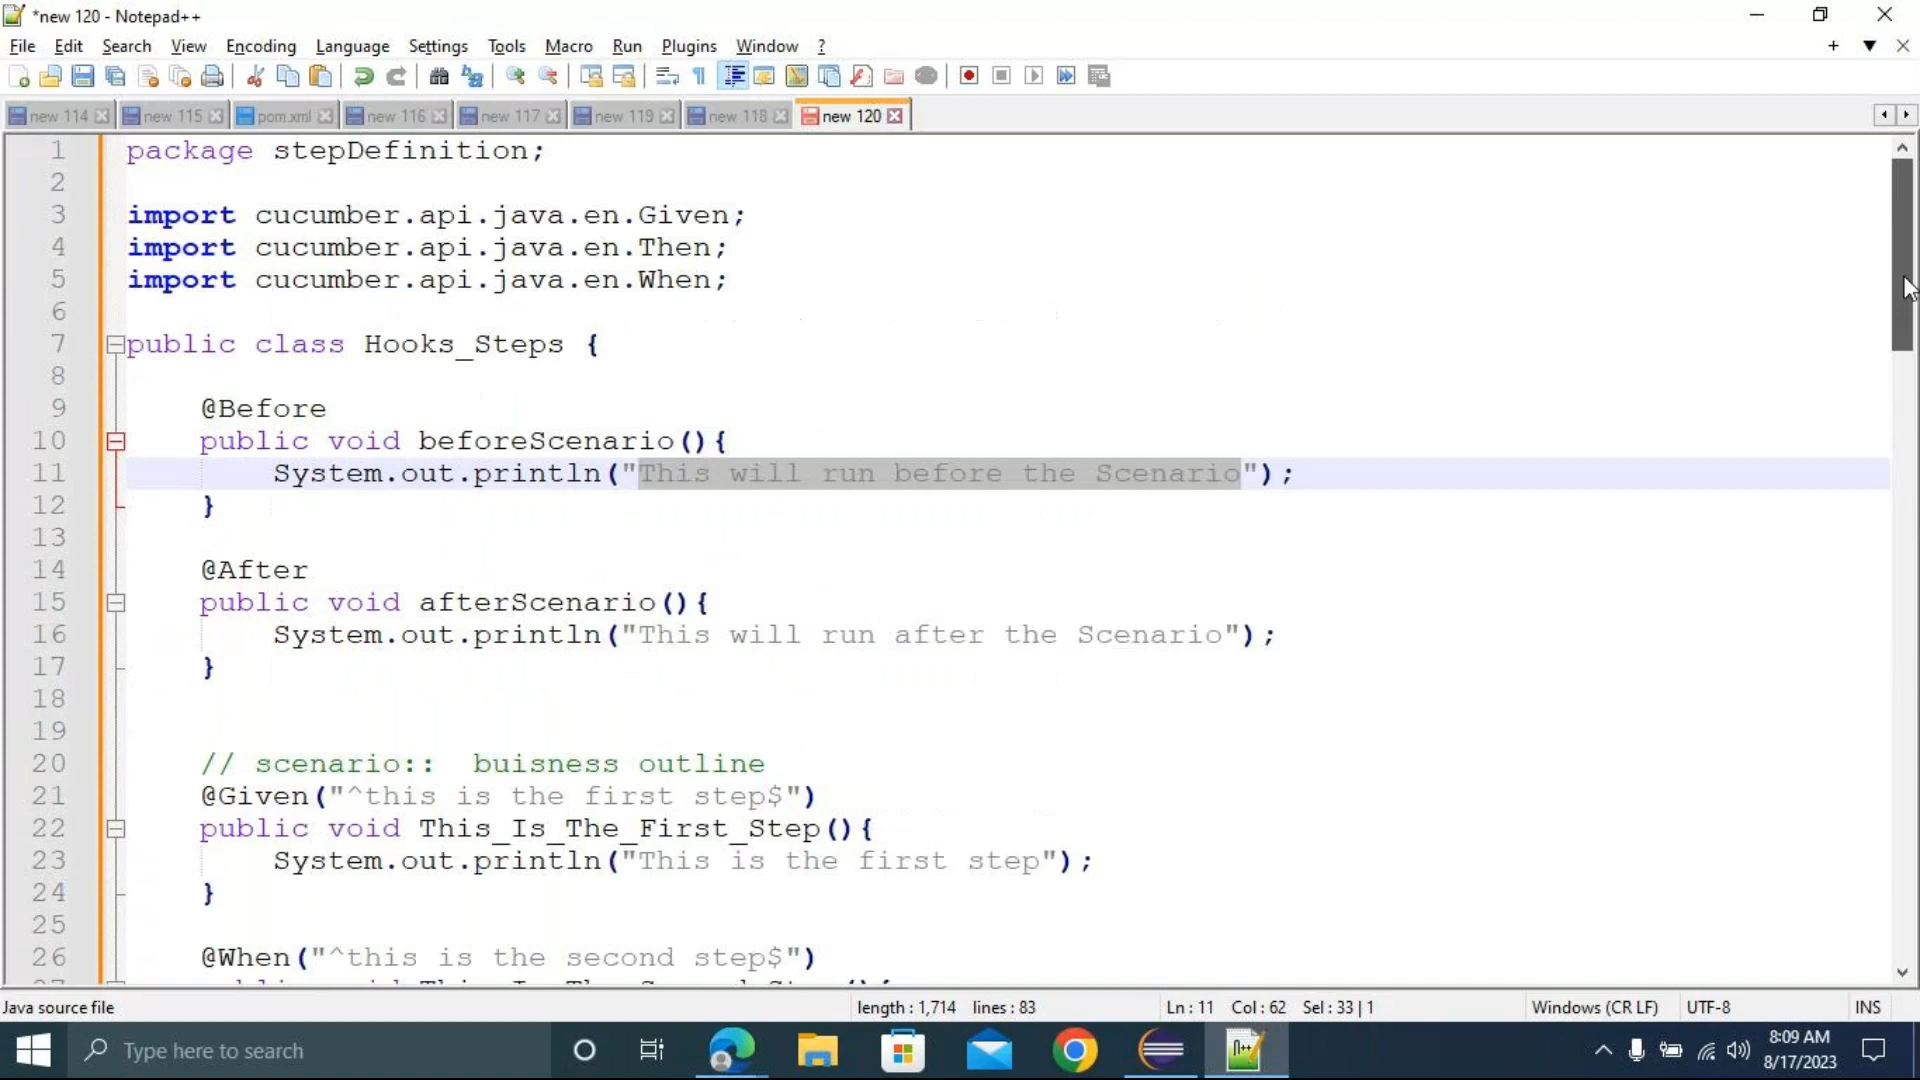 *new 120 - Notepad++
File Edit Search View Encoding Language Settings Tools Macro Run Plugins Window ?
new 114 new 115 pom.xml new 116 new 117 new 119 new 118 new 120
1 package stepDefinition;
2
3 import cucumber.api.java.en.Given;
4 import cucumber.api.java.en.Then;
5 import cucumber.api.java.en.When;
6
7 public class Hooks_Steps {
8
9 @Before
10 public void beforeScenario(){
11 System.out.println("This will run before the Scenario");
12 }
13
14 @After
15 public void afterScenario(){
16 System.out.println("This will run after the Scenario");
17 }
18
19
20 // scenario:: buisness outline
21 @Given("^this is the first step$")
22 public void This_Is_The_First_Step(){
23 System.out.println("This is the first step");
24 }
25
26 @When("^this is the second step$")
Java source file length : 1,714 lines : 83 Ln : 11 Col : 62 Sel : 33 | 1 Windows (CR LF) UTF-8 INS
Type here to search
8:09 AM
8/17/2023